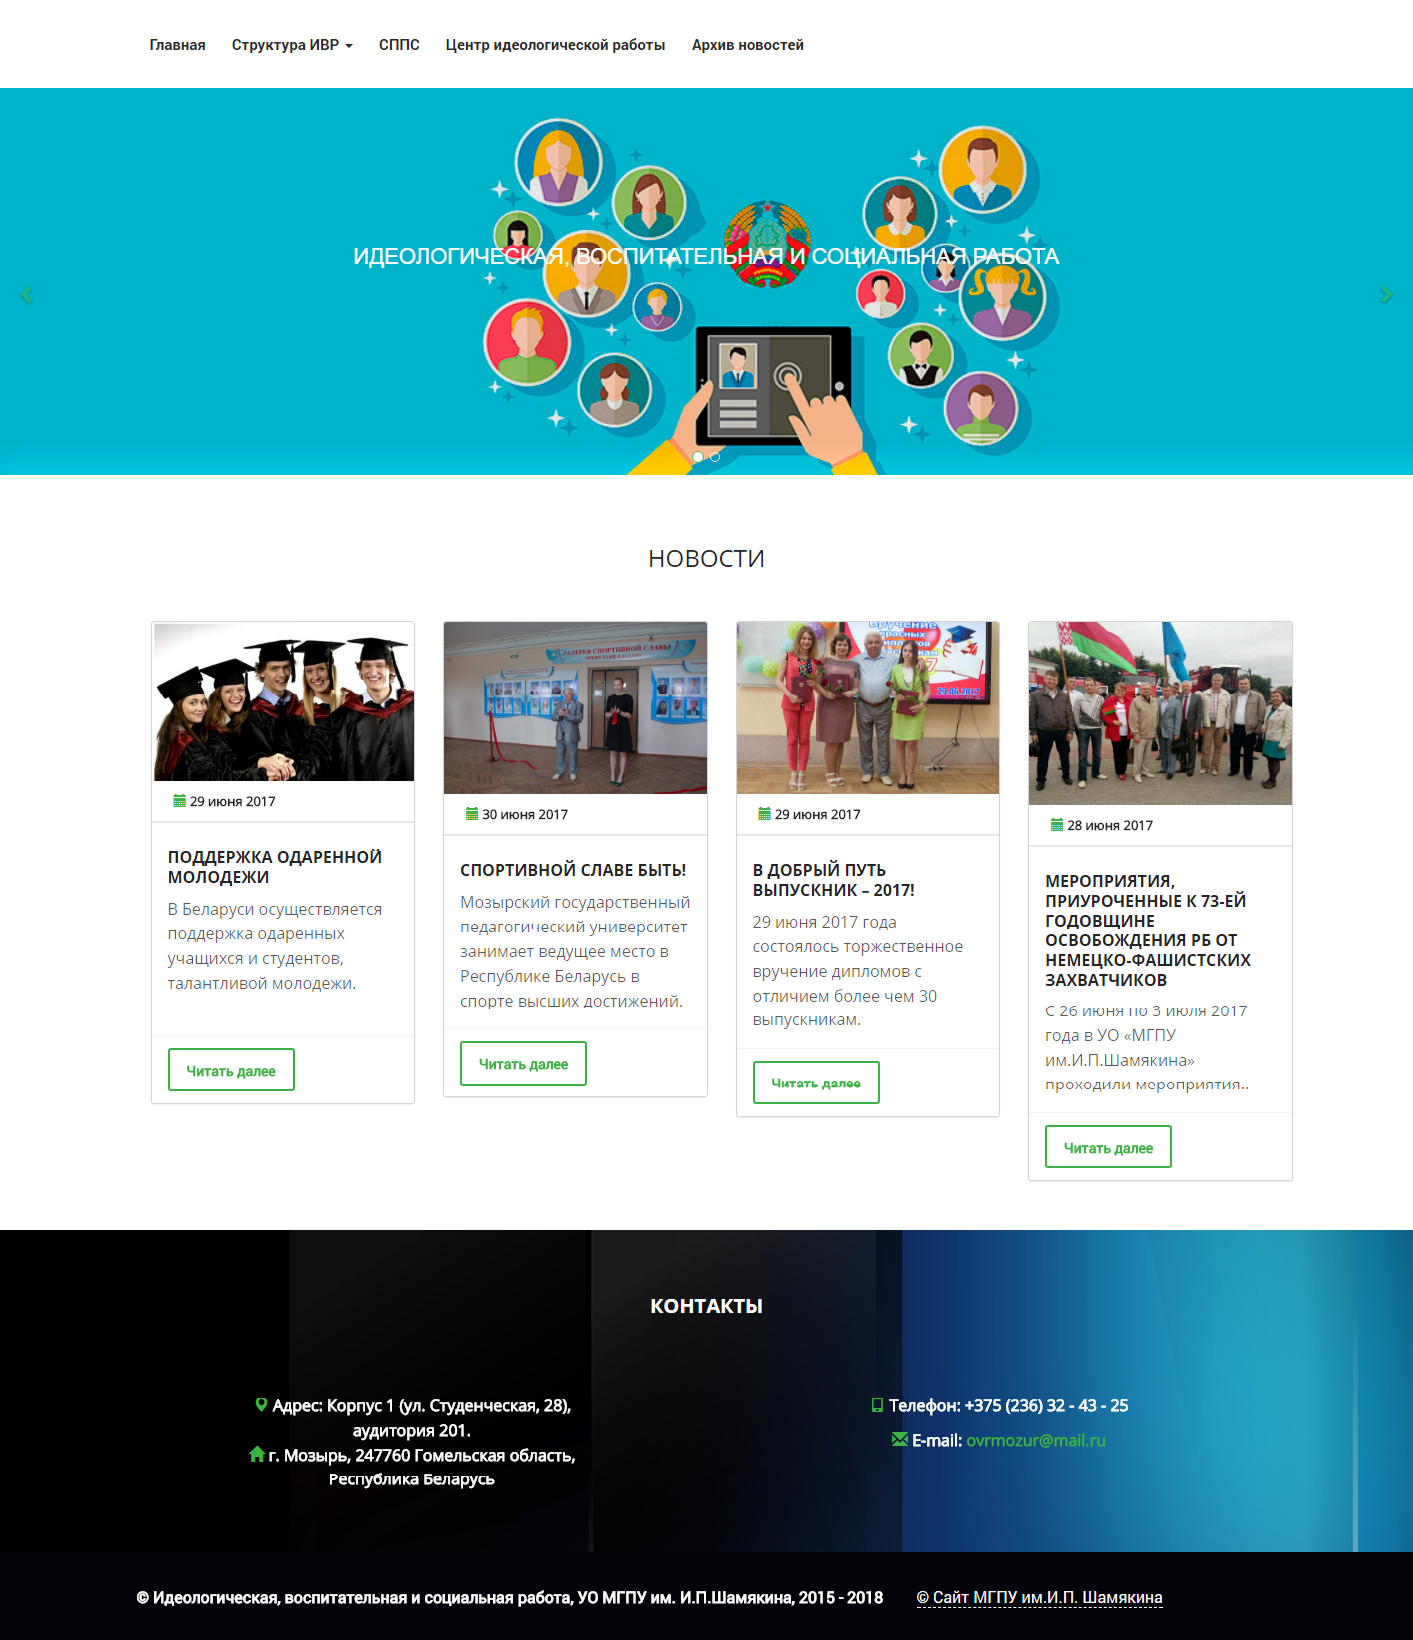 Главная Структура ИВР СППС Центр идеологической работы Архив новостей
ИДЕОЛОГИЧЕСКАЯ, ВОСПИТАТЕЛЬНАЯ И СОЦИАЛЬНАЯ РАБОТА
НОВОСТИ
29 июня 2017
ПОДДЕРЖКА ОДАРЕННОЙ
МОЛОДЕЖИ
В Беларуси осуществляется
поддержка одаренных
учащихся и студентов,
талантливой молодежи.
Читать далее
ГАЛЕРЕЯ СПОРТИВНОЙ СЛАВЫ
30 июня 2017
СПОРТИВНОЙ СЛАВЕ БЫТЬ!
Мозырский государственный
педагогический университет
занимает ведущее место в
Республике Беларусь в
спорте высших достижений.
Читать далее
Вручение
29.06.2017
29 июня 2017
В ДОБРЫЙ ПУТЬ
ВЫПУСКНИК – 2017!
29 июня 2017 года
состоялось торжественное
вручение дипломов с
отличием более чем 30
выпускникам.
Читать далее
28 июня 2017
МЕРОПРИЯТИЯ,
ПРИУРОЧЕННЫЕ К 73-ЕЙ
ГОДОВЩИНЕ
ОСВОБОЖДЕНИЯ РБ ОТ
НЕМЕЦКО-ФАШИСТСКИХ
ЗАХВАТЧИКОВ
С 26 июня по 3 июля 2017
года в УО «МГПУ
им.И.П.Шамякина»
проходили мероприятия..
Читать далее
КОНТАКТЫ
Адрес: Корпус 1 (ул. Студенческая, 28),
аудитория 201.
г. Мозырь, 247760 Гомельская область,
Республика Беларусь
Телефон: +375 (236) 32 - 43 - 25
E-mail: ovrmozur@mail.ru
© Идеологическая, воспитательная и социальная работа, УО МГПУ им. И.П.Шамякина, 2015 - 2018 © Сайт МГПУ им.И.П. Шамякина